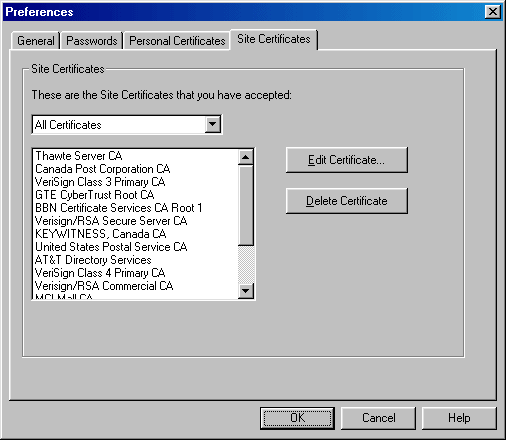 Preferences
General
Passwords
Personal Certificates
Site Certificates
Site Certificates
These are the Site Certificates that you have accepted:
All Certificates
Thawte Server CA
Canada Post Corporation CA
VeriSign Class 3 Primary CA
GTE CyberTrust Root CA
BBN Certificate Services CA Root 1
Verisign/RSA Secure Server CA
KEYWITNESS, Canada CA
United States Postal Service CA
AT&T Directory Services
VeriSign Class 4 Primary CA
Verisign/RSA Commercial CA
MCI Mall CA
Edit Certificate...
Delete Certificate
OK
Cancel
Help